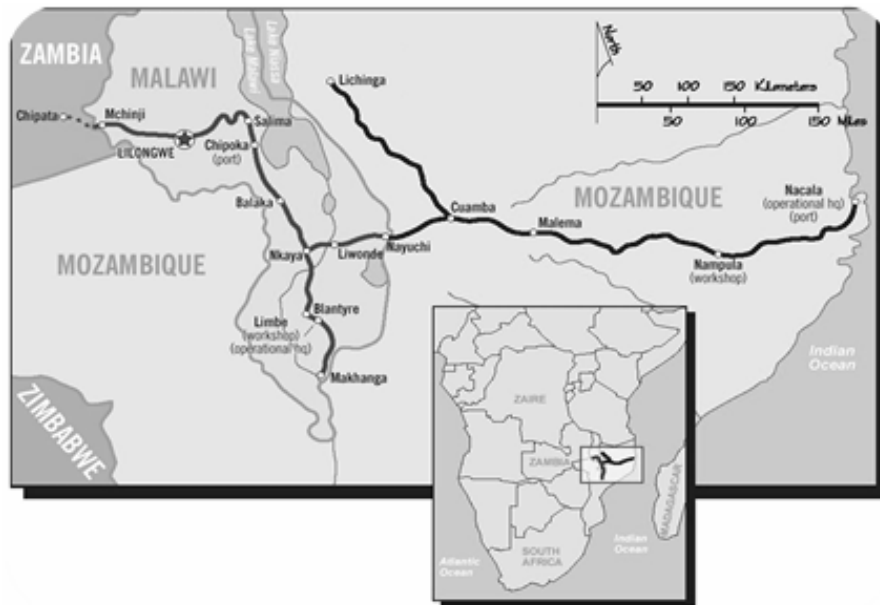 ZAMBIA
MALAWI
Lake Malawi
Lake Niassa
North
50 100 150 Kilometers
50 100 150 Miles
Lichinga
Chipata
Mchinji
LILONGWE
Salima
Chipoka
(port)
Balaka
Cuamba
Malema
MOZAMBIQUE
Nacala
(operational hq)
(port)
MOZAMBIQUE
Nkaya
Liwonde
Nayuchi
Nampula
(workshop)
Blantyre
Limbe
(workshop)
(operational hq)
Makhanga
Indian
Ocean
ZIMBABWE
ZAIRE
ZAMBIA
MADAGASCAR
SOUTH
AFRICA
Atlantic
Ocean
Indian
Ocean